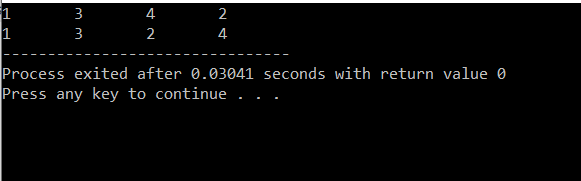 1 3 4 2
1 3 2 4
--------------------------------
Process exited after 0.03041 seconds with return value 0
Press any key to continue . . .